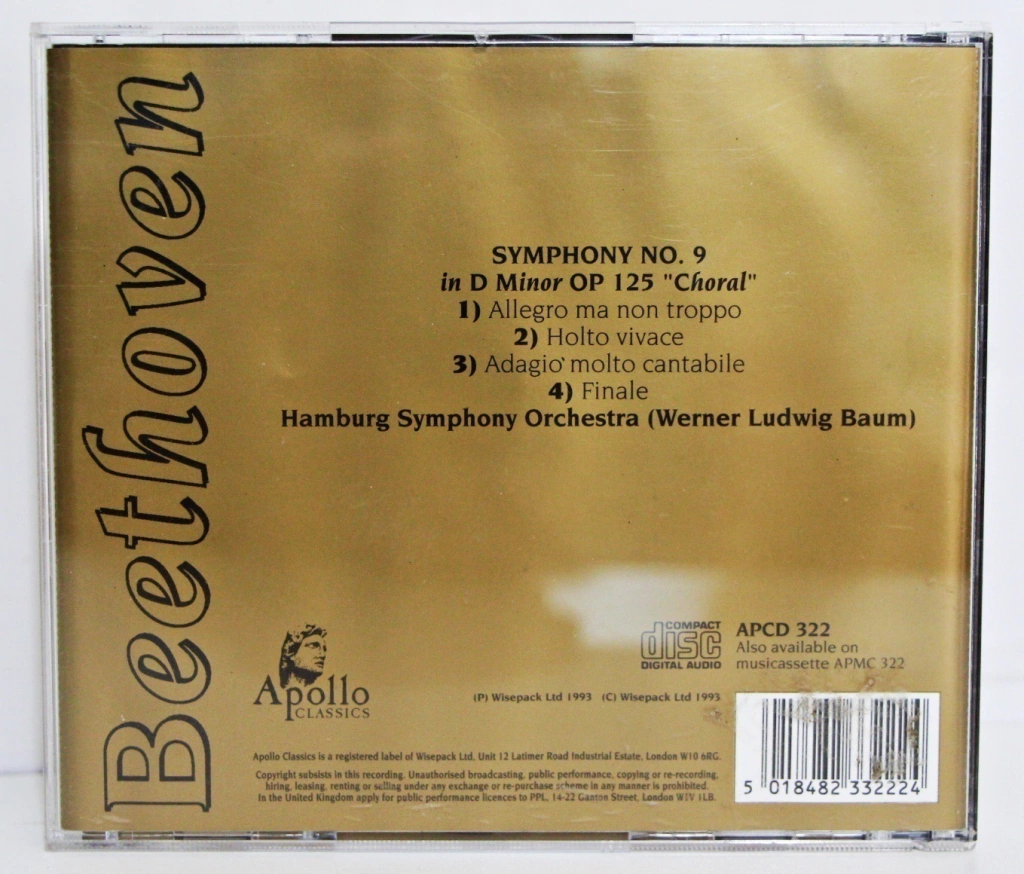 Beethoven
SYMPHONY NO. 9
in D Minor OP 125 "Choral"
1) Allegro ma non troppo
2) Holto vivace
3) Adagio molto cantabile
4) Finale
Hamburg Symphony Orchestra (Werner Ludwig Baum)
Apollo
CLASSICS
(P) Wisepack Ltd 1993 (C) Wisepack Ltd 1993
COMPACT
disc
DIGITAL AUDIO
APCD 322
Also available on
musicassette APMC 322
Apollo Classics is a registered label of Wisepack Ltd, Unit 12 Latimer Road Industrial Estate, London W10 6RG.
Copyright subsists in this recording. Unauthorised broadcasting, public performance, copying or re-recording,
hiring, leasing, renting or selling under any exchange or re-purchase scheme in any manner is prohibited.
In the United Kingdom apply for public performance licences to PPL, 14-22 Ganton Street, London W1V 1LB.
5 018482 332224